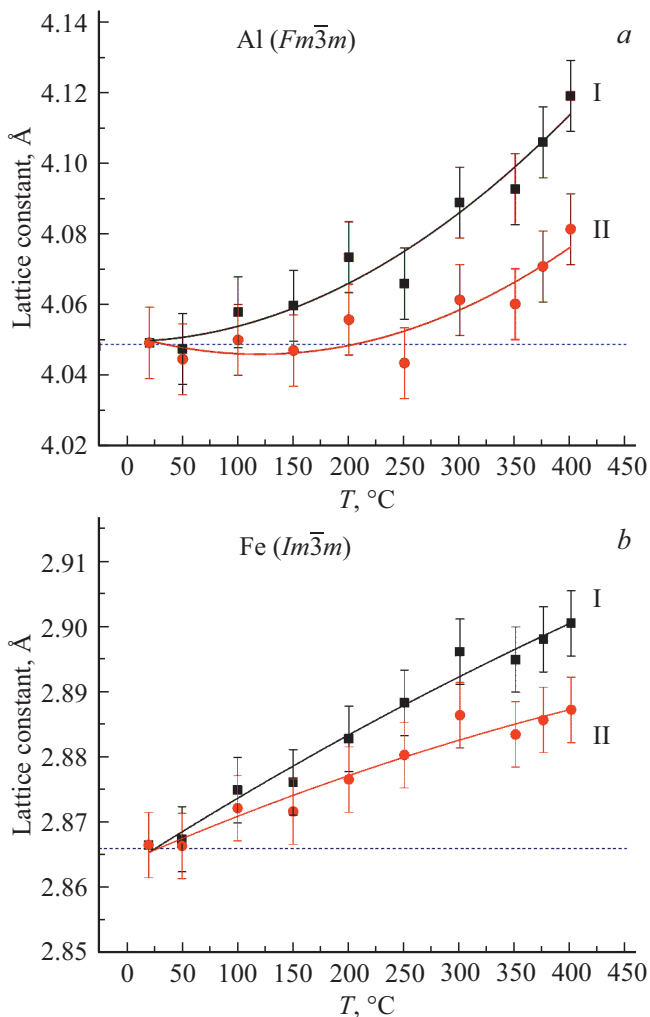 4.14
Al (Fm3̅m)
a
4.12
I
4.10
Lattice constant, Å
4.08
II
4.06
4.04
4.02
0 50 100 150 200 250 300 350 400 450
T, °C
Fe (Im3̅m)
b
2.91
I
2.90
Lattice constant, Å
2.89
2.88
II
2.87
2.86
2.85
0 50 100 150 200 250 300 350 400 450
T, °C